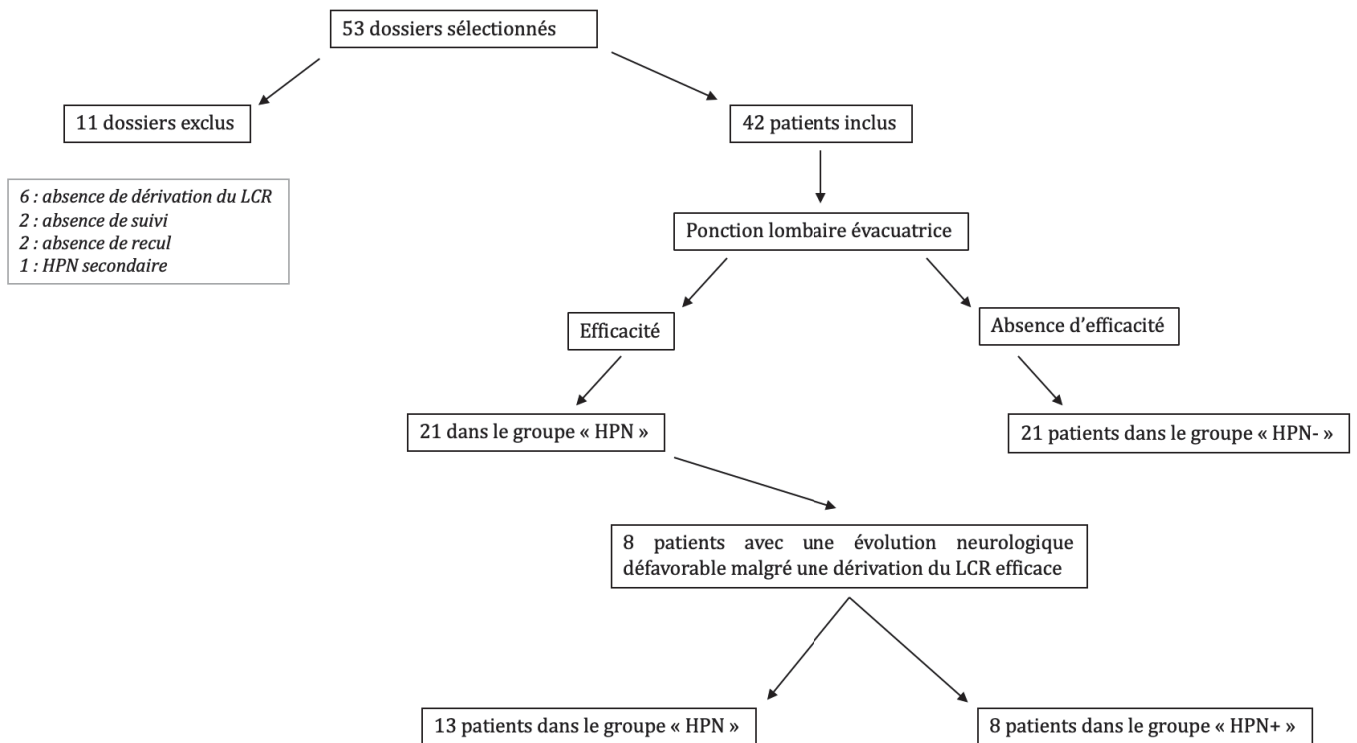 53 dossiers sélectionnés
11 dossiers exclus
42 patients inclus
6 : absence de dérivation du LCR
2 : absence de suivi
2 : absence de recul
1 : HPN secondaire
Ponction lombaire évacuatrice
Efficacité
Absence d’efficacité
21 dans le groupe « HPN »
21 patients dans le groupe « HPN- »
8 patients avec une évolution neurologique
défavorable malgré une dérivation du LCR efficace
13 patients dans le groupe « HPN »
8 patients dans le groupe « HPN+ »